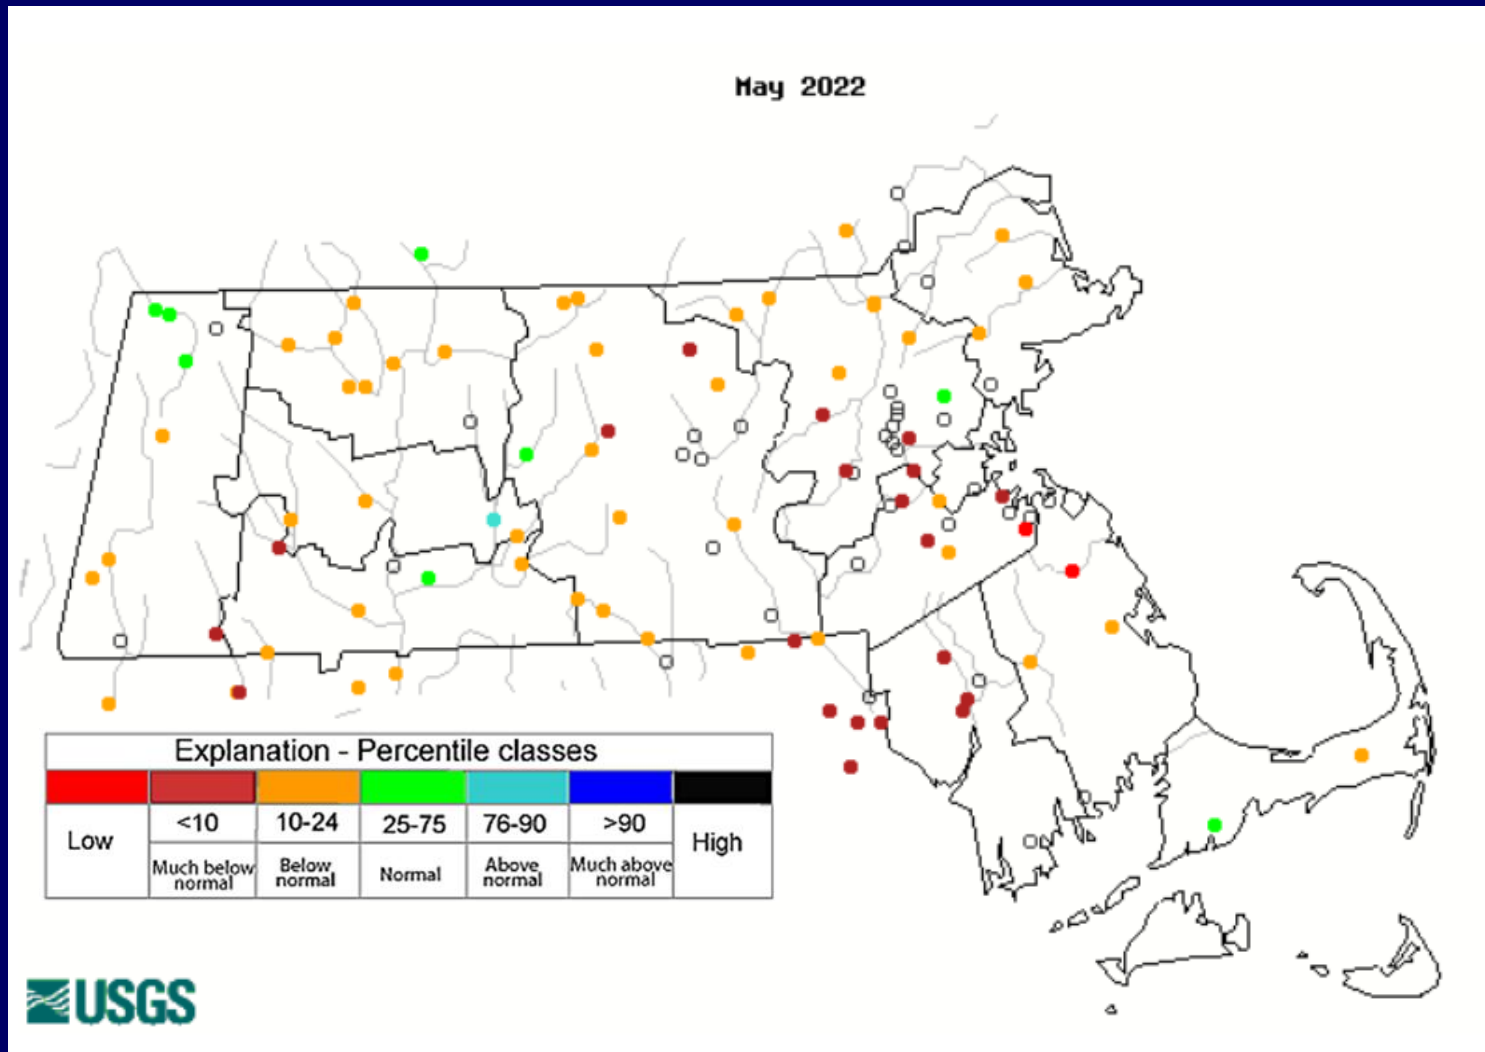 May 2022
Explanation - Percentile classes
Low
<10
10-24
25-75
76-90
>90
High
Much below
normal
Below
normal
Normal
Above
normal
Much above
normal
USGS